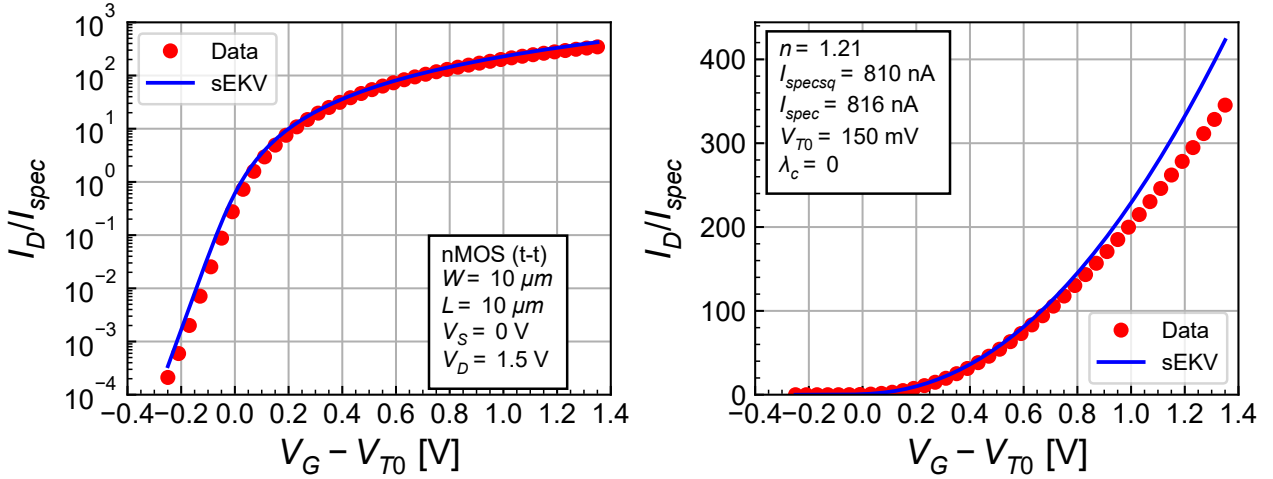 10³
10²
10¹
10⁰
10⁻¹
10⁻²
10⁻³
10⁻⁴
I_D/I_spec
Data
sEKV
nMOS (t-t)
W = 10 μm
L = 10 μm
V_S = 0 V
V_D = 1.5 V
−0.4 −0.2 0.0 0.2 0.4 0.6 0.8 1.0 1.2 1.4
V_G − V_T0 [V]
400
300
200
100
0
I_D/I_spec
n = 1.21
I_specsq = 810 nA
I_spec = 816 nA
V_T0 = 150 mV
λ_c = 0
Data
sEKV
−0.4 −0.2 0.0 0.2 0.4 0.6 0.8 1.0 1.2 1.4
V_G − V_T0 [V]